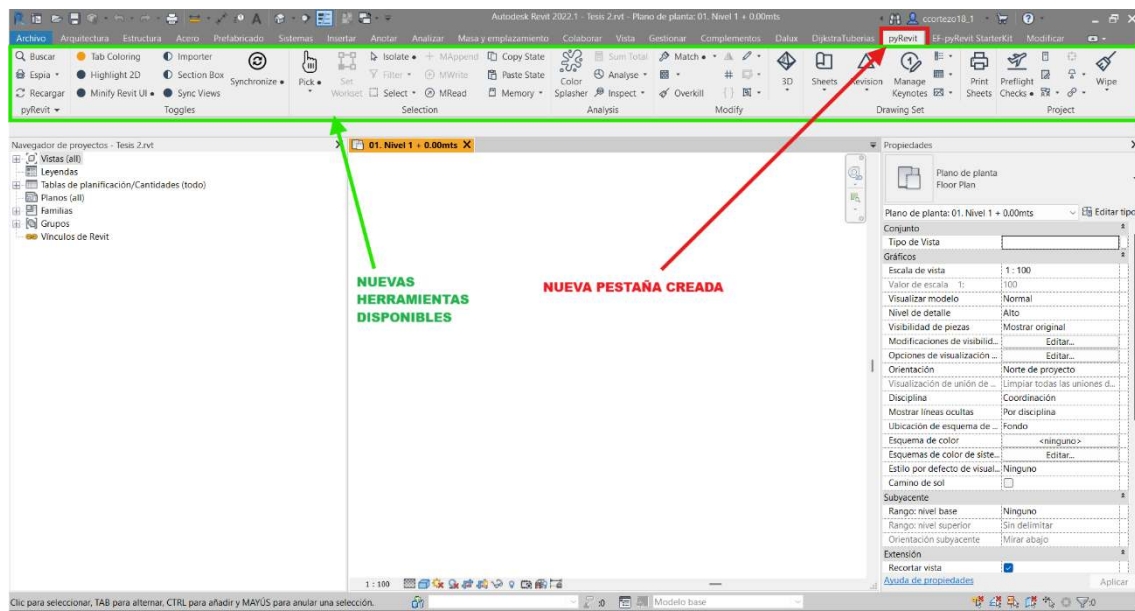 Autodesk Revit 2022.1 - Tesis 2.rvt - Plano de planta: 01. Nivel 1 + 0.00mts
ccortezo18_1
Archivo Arquitectura Estructura Acero Prefabricado Sistemas Insertar Anotar Analizar Masa y emplazamiento Colaborar Vista Gestionar Complementos Dalux DijkstraTuberias pyRevit EF-pyRevit StarterKit Modificar
Buscar Tab Coloring Importer Isolate MAppend Copy State Sum Total Match
Espia Highlight 2D Section Box Synchronize Pick Set Filter MWrite Paste State Color Analyse 3D Sheets Revision Manage Print Preflight Wipe
Recargar Minify Revit UI Sync Views Workset Select MRead Memory Splasher Inspect Overkill Keynotes Sheets Checks
pyRevit Toggles Selection Analysis Modify Drawing Set Project
Navegador de proyectos - Tesis 2.rvt
Vistas (all)
Leyendas
Tablas de planificación/Cantidades (todo)
Planos (all)
Familias
Grupos
Vínculos de Revit
01. Nivel 1 + 0.00mts
NUEVAS
HERRAMIENTAS
DISPONIBLES
NUEVA PESTAÑA CREADA
Propiedades
Plano de planta
Floor Plan
Plano de planta: 01. Nivel 1 + 0.00mts Editar tipo
Conjunto
Tipo de Vista
Gráficos
Escala de vista 1 : 100
Valor de escala 1: 100
Visualizar modelo Normal
Nivel de detalle Alto
Visibilidad de piezas Mostrar original
Modificaciones de visibilid... Editar...
Opciones de visualización ... Editar...
Orientación Norte de proyecto
Visualización de unión de ... Limpiar todas las uniones d...
Disciplina Coordinación
Mostrar líneas ocultas Por disciplina
Ubicación de esquema de ... Fondo
Esquema de color <ninguno>
Esquemas de color de siste... Editar...
Estilo por defecto de visual... Ninguno
Camino de sol
Subyacente
Rango: nivel base Ninguno
Rango: nivel superior Sin delimitar
Orientación subyacente Mirar abajo
Extensión
Recortar vista
Ayuda de propiedades Aplicar
1 : 100
Clic para seleccionar, TAB para alternar, CTRL para añadir y MAYÚS para anular una selección. :0 Modelo base :0